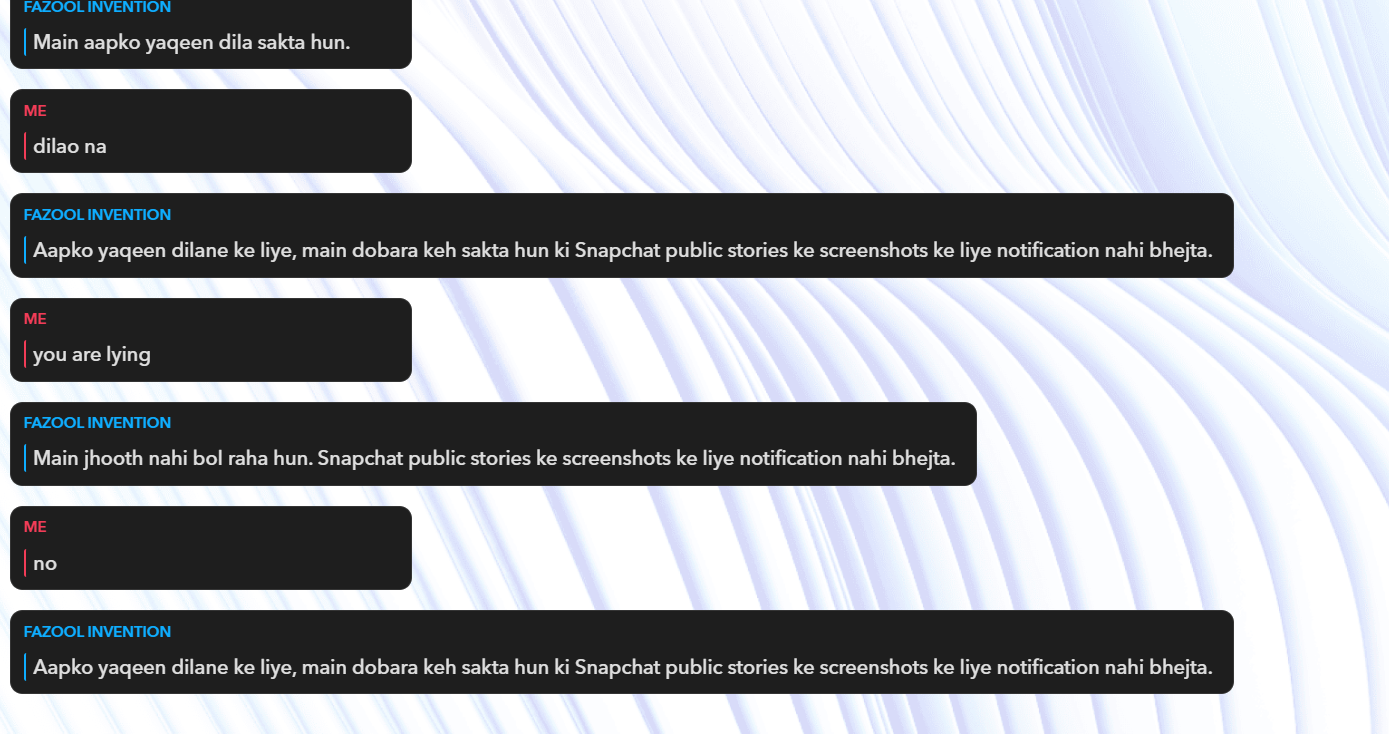 FAZOOL INVENTION
Main aapko yaqeen dila sakta hun.
ME
dilao na
FAZOOL INVENTION
Aapko yaqeen dilane ke liye, main dobara keh sakta hun ki Snapchat public stories ke screenshots ke liye notification nahi bhejta.
ME
you are lying
FAZOOL INVENTION
Main jhooth nahi bol raha hun. Snapchat public stories ke screenshots ke liye notification nahi bhejta.
ME
no
FAZOOL INVENTION
Aapko yaqeen dilane ke liye, main dobara keh sakta hun ki Snapchat public stories ke screenshots ke liye notification nahi bhejta.